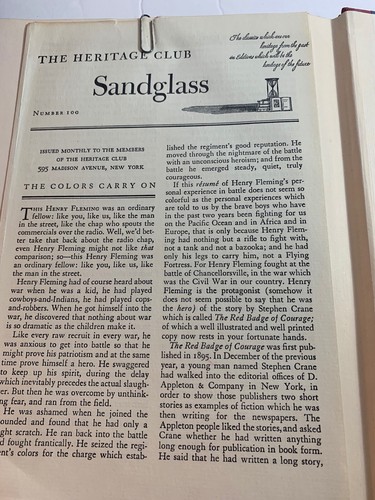 THE HERITAGE CLUB
Sandglass
The classics which are our
heritage from the past
in Editions which will be the
heritage of the future
NUMBER 100
ISSUED MONTHLY TO THE MEMBERS
OF THE HERITAGE CLUB
595 MADISON AVENUE, NEW YORK
THE COLORS CARRY ON
THIS HENRY FLEMING was an ordinary
fellow: like you, like us, like the man
in the street, like the chap who spouts the
commercials over the radio. Well, we'd bet-
ter take that back about the radio chap,
even Henry Fleming might not like that
comparison; so—this Henry Fleming was
an ordinary fellow: like you, like us, like
the man in the street.
Henry Fleming had of course heard about
war when he was a kid, he had played
cowboys-and-Indians, he had played cops-
and-robbers. When he got himself into the
war, he discovered that nothing about war
is so dramatic as the children make it.
Like every raw recruit in every war, he
was anxious to get into battle so that he
might prove his patriotism and at the same
time prove himself a hero. He swaggered
to keep up his spirit, during the delay
which inevitably precedes the actual slaugh-
er. But then he was overcome by unthink-
ng fear, and ran from the field.
He was ashamed when he joined the
ounded and found that he had only a
ght scratch. He ran back into the battle
d fought frantically. He seized the regi-
ent's colors for the charge which estab-
lished the regiment's good reputation. He
moved through the nightmare of the battle
with an unconscious heroism; and from the
battle he emerged steady, quiet, truly
courageous.
If this résumé of Henry Fleming's per-
sonal experience in battle does not seem so
colorful as the personal experiences which
are told to us by the brave boys who have
in the past two years been fighting for us
on the Pacific Ocean and in Africa and in
Europe, that is only because Henry Flem-
ing had nothing but a rifle to fight with,
not a tank and not a bazooka; and he had
only his legs to carry him, not a Flying
Fortress. For Henry Fleming fought at the
battle of Chancellorsville, in the war which
was the Civil War in our country. Henry
Fleming is the protagonist (somehow it
does not seem possible to say that he was
the hero) of the story by Stephen Crane
which is called The Red Badge of Courage;
of which a well illustrated and well printed
copy now rests in your fortunate hands.
The Red Badge of Courage was first pub-
lished in 1895. In December of the previous
year, a young man named Stephen Crane
had walked into the editorial offices of D.
Appleton & Company in New York, in
order to show those publishers two short
stories as examples of fiction which he was
then writing for the newspapers. The
Appleton people liked the stories, and asked
Crane whether he had written anything
long enough for publication in book form.
He said that he had written a long story,